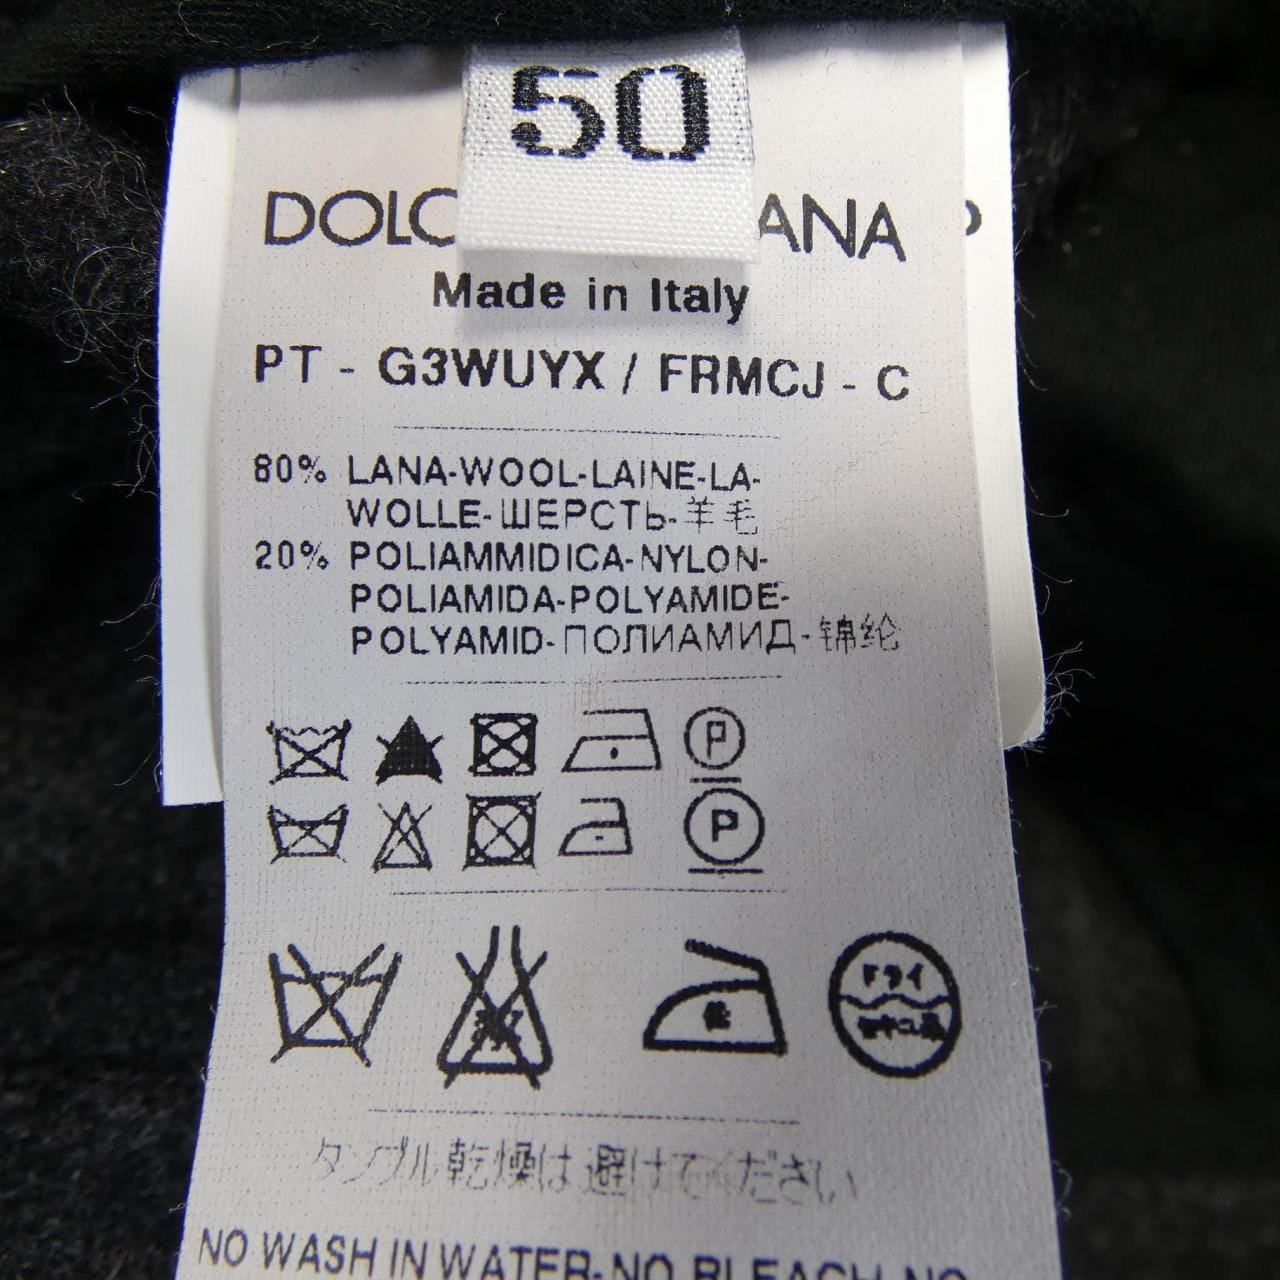 50
DOLC ANA P
Made in Italy
PT - G3WUYX / FRMCJ - C
80% LANA-WOOL-LAINE-LA-
WOLLE-ШЕРСТЬ-羊毛
20% POLIAMMIDICA-NYLON-
POLIAMIDA-POLYAMIDE-
POLYAMID-ПОЛИАМИД-锦纶
P
P
ドライ
タンブル乾燥は避けてください
NO WASH IN WATER-NO BLEACH-NO